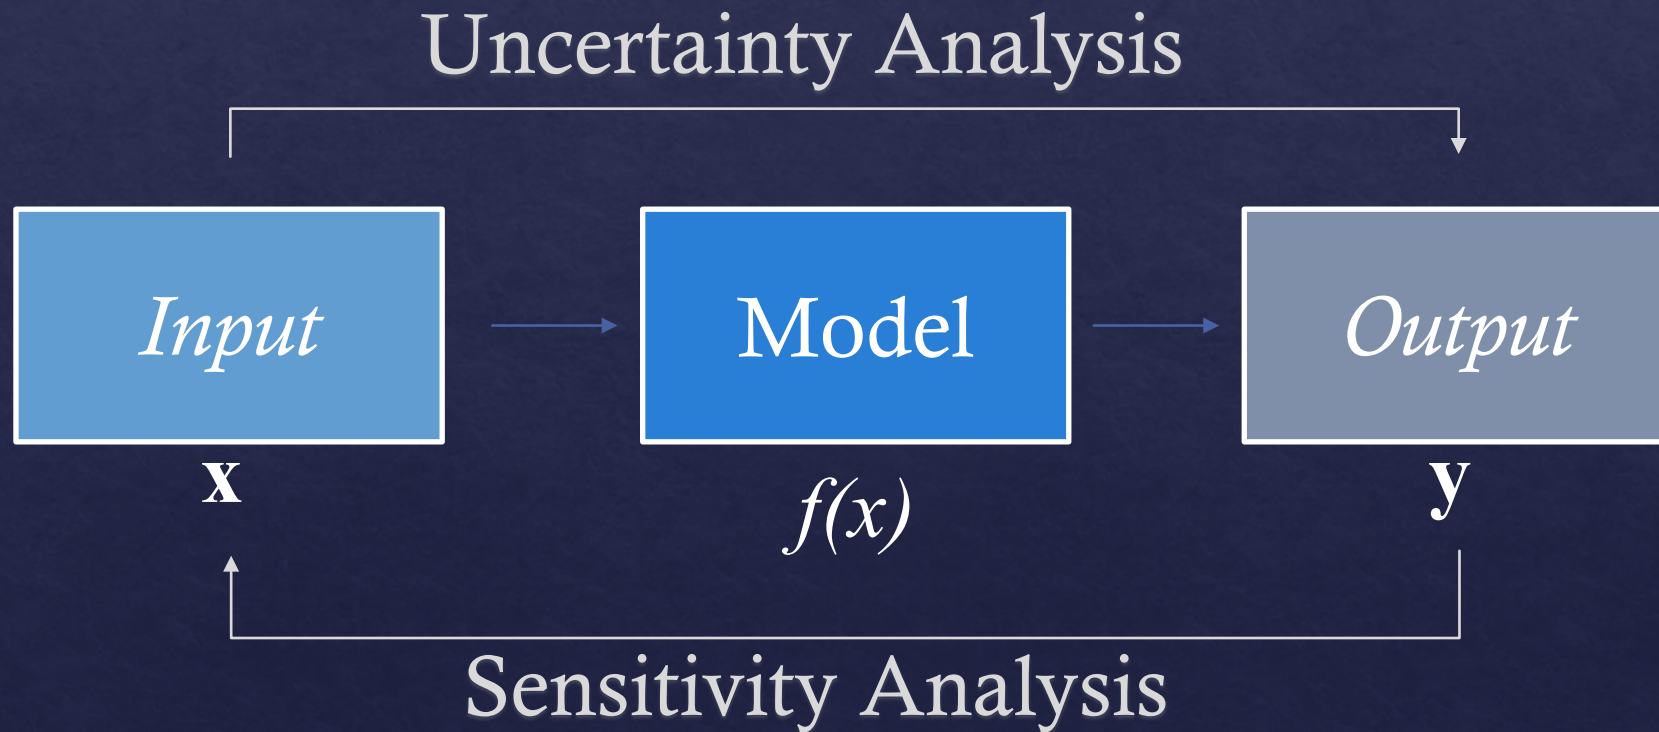 Uncertainty Analysis
Input
Model
Output
x
f(x)
y
Sensitivity Analysis